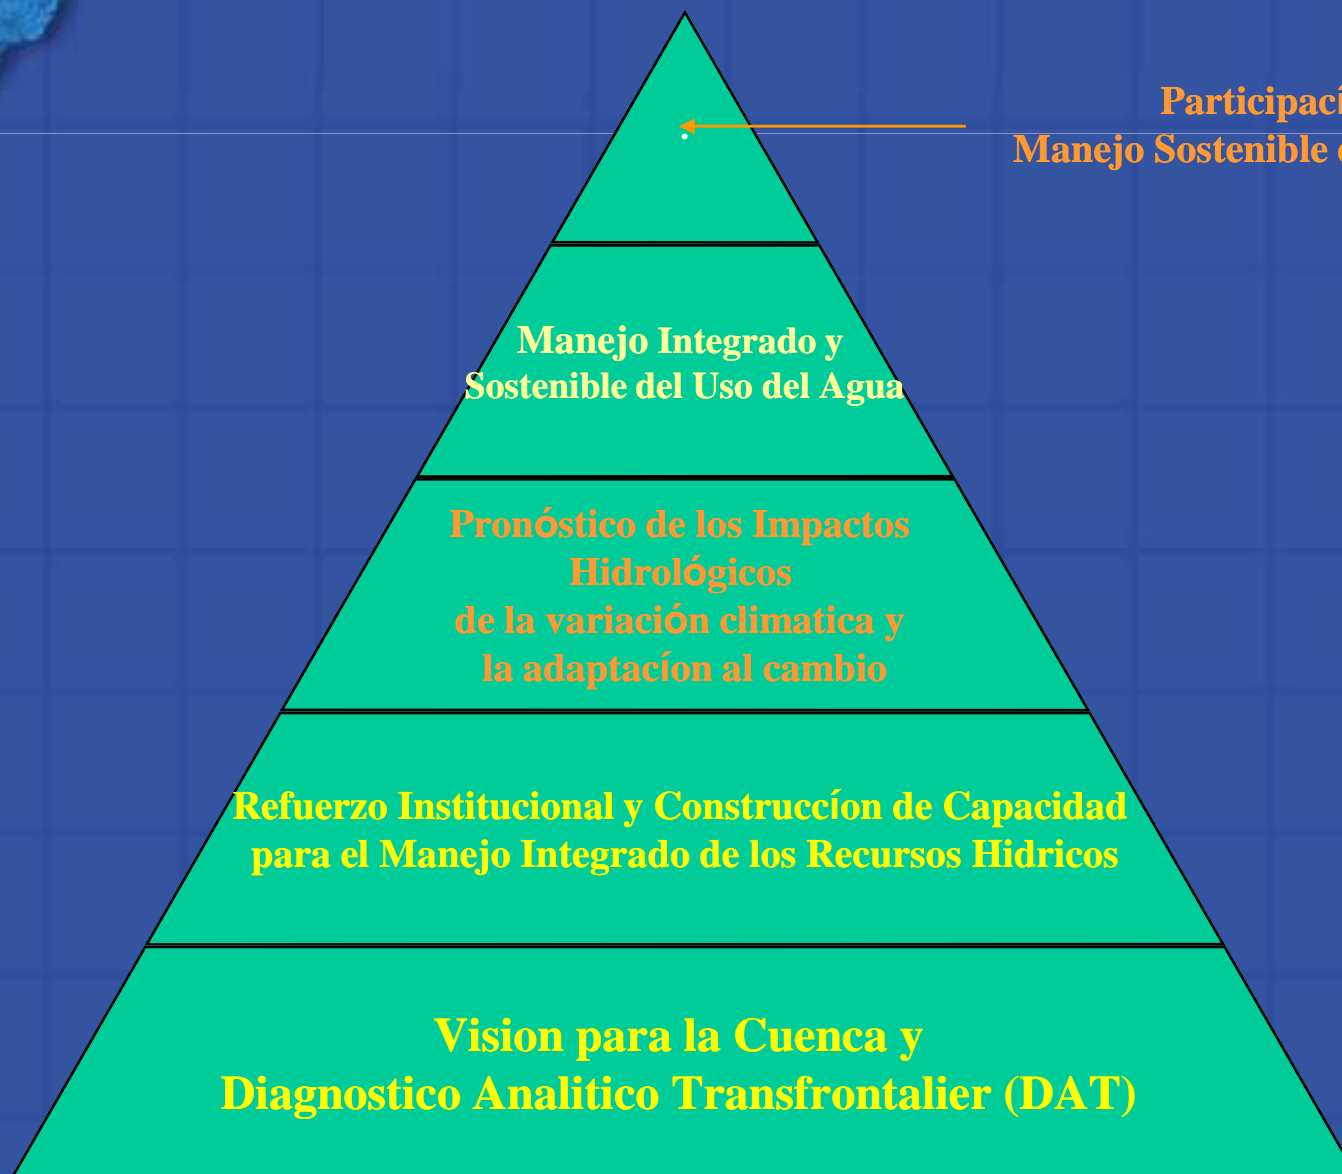 Participací
Manejo Sostenible
Manejo Integrado y
Sostenible del Uso del Agua
Pronóstico de los Impactos
Hidrológicos
de la variación climatica y
la adaptacíon al cambio
Refuerzo Institucional y Construccíon de Capacidad
para el Manejo Integrado de los Recursos Hidricos
Vision para la Cuenca y
Diagnostico Analitico Transfrontalier (DAT)